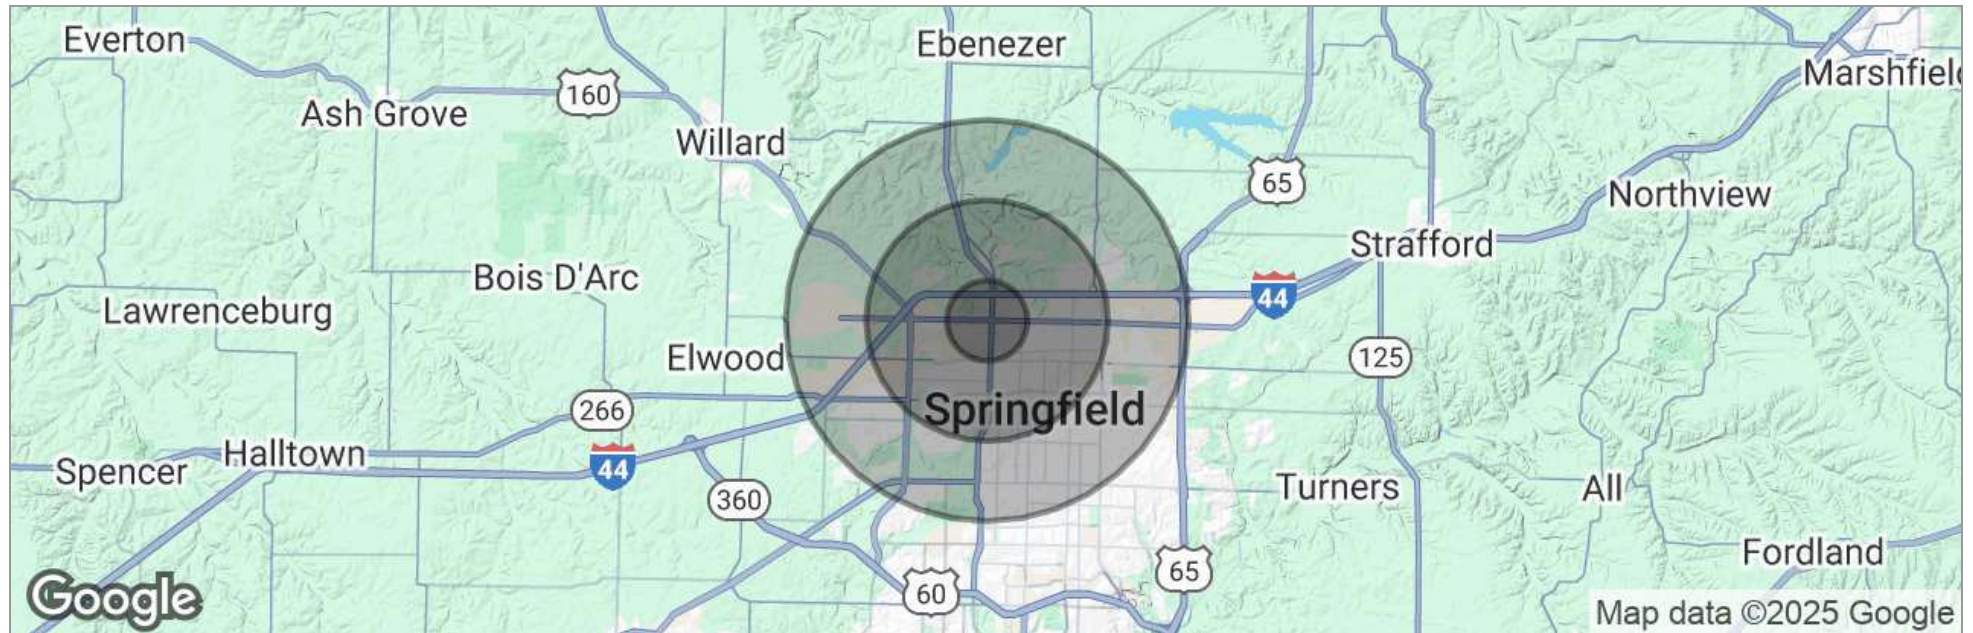 Everton
Ebenezer
Marshfield
160
Ash Grove
Willard
65
Northview
Strafford
Bois D'Arc
44
Lawrenceburg
Elwood
125
266
Springfield
Halltown
44
Spencer
360
Turners
All
Fordland
65
60
Google
Map data ©2025 Google